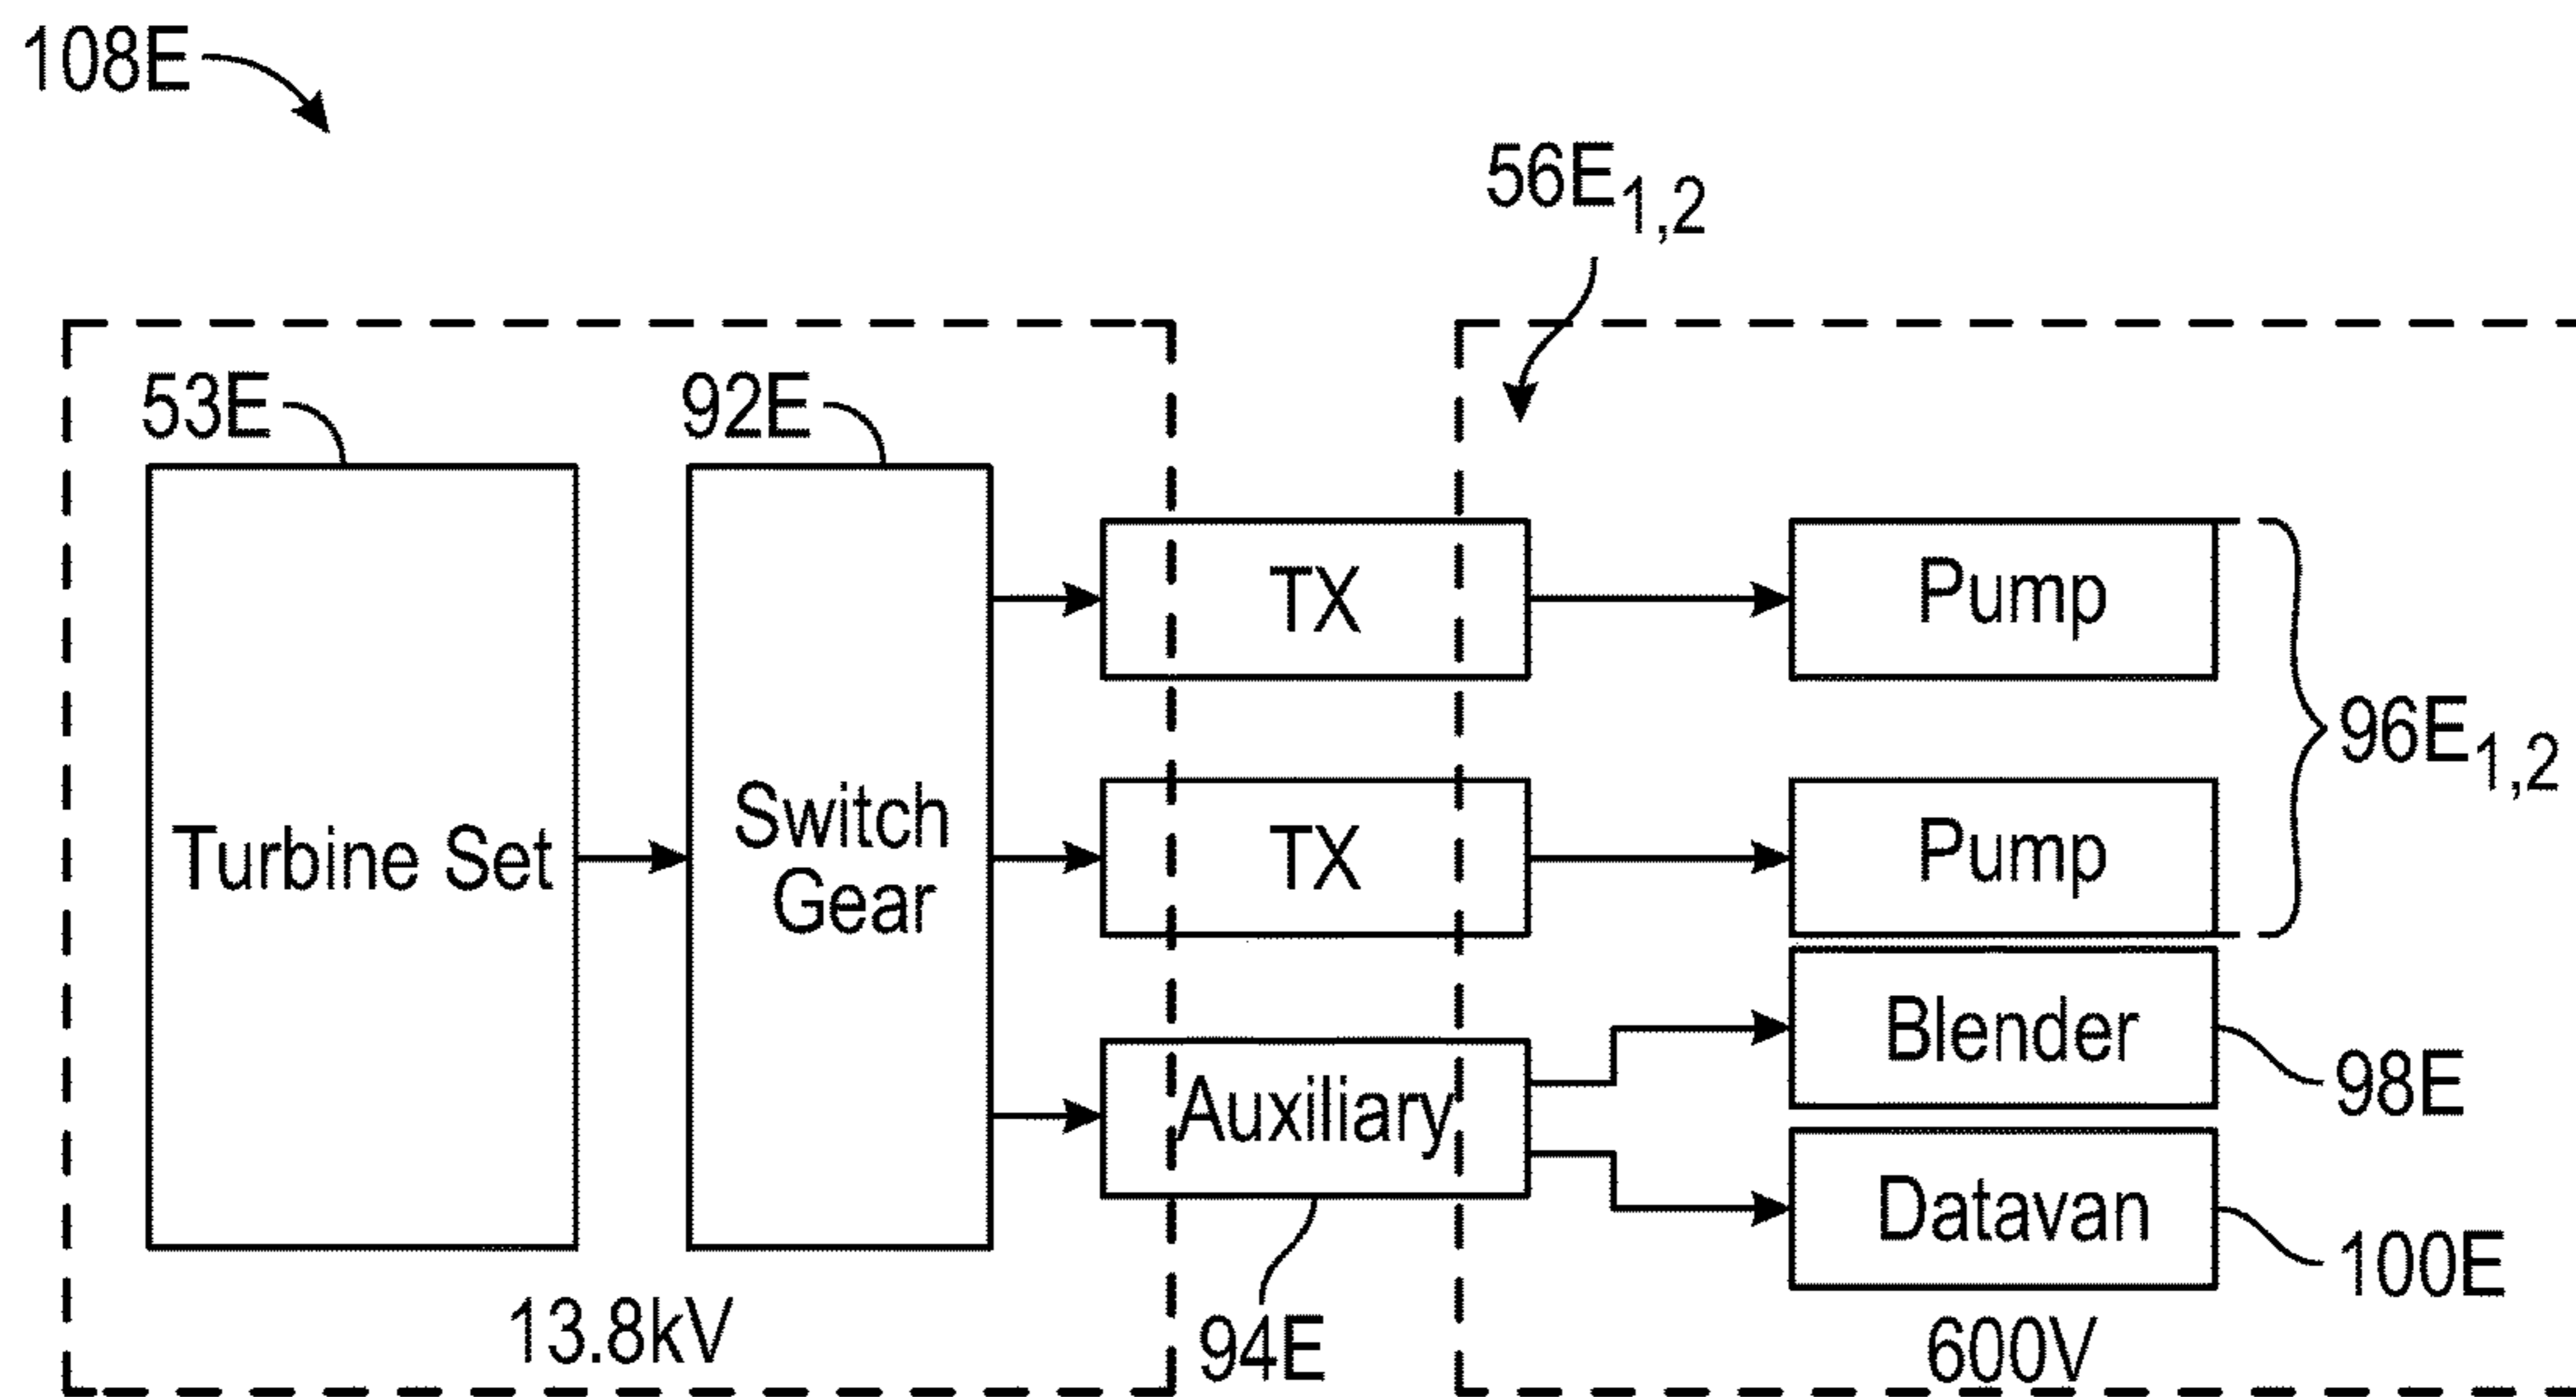 108E
56E1,2
53E
92E
TX
Pump
96E1,2
Turbine Set
Switch
Gear
TX
Pump
Auxiliary
Blender
98E
Datavan
100E
13.8kV
94E
600V